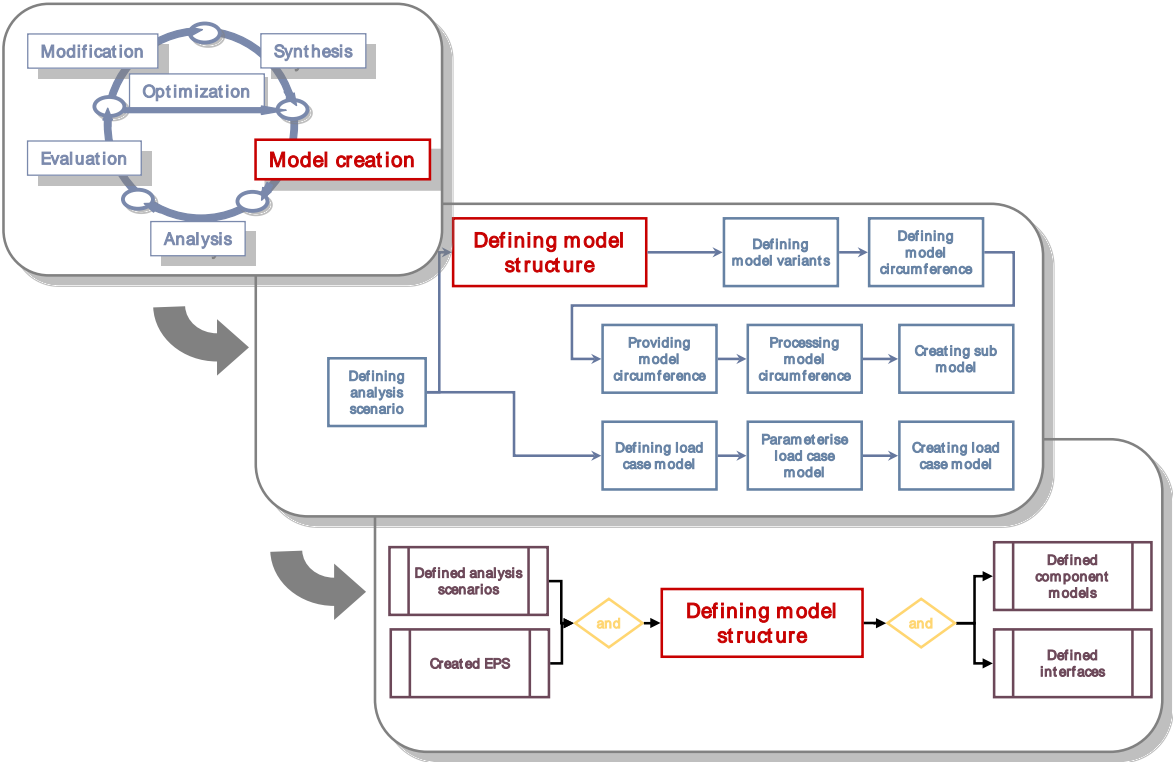 Modification
Synthesis
Optimization
Evaluation
Model creation
Analysis
Defining model
structure
Defining
model variants
Defining
model
circumference
Providing
model
circumference
Processing
model
circumference
Creating sub
model
Defining
analysis
scenario
Defining load
case model
Parameterise
load case
model
Creating load
case model
Defined analysis
scenarios
Created EPS
and
Defining model
structure
and
Defined
component
models
Defined
interfaces